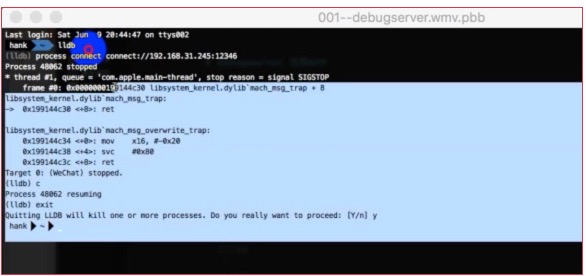 001--debugserver.wmv.pbb
Last login: Sat Jun 9 20:44:47 on ttys002
hank ~ lldb
(lldb) process connect connect://192.168.31.245:12346
Process 48062 stopped
* thread #1, queue = 'com.apple.main-thread', stop reason = signal SIGSTOP
frame #0: 0x0000000199144c30 libsystem_kernel.dylib`mach_msg_trap + 8
libsystem_kernel.dylib`mach_msg_trap:
-> 0x199144c30 <+8>: ret
libsystem_kernel.dylib`mach_msg_overwrite_trap:
0x199144c34 <+0>: mov x16, #-0x20
0x199144c38 <+4>: svc #0x80
0x199144c3c <+8>: ret
Target 0: (WeChat) stopped.
(lldb) c
Process 48062 resuming
(lldb) exit
Quitting LLDB will kill one or more processes. Do you really want to proceed: [Y/n] y
hank ~